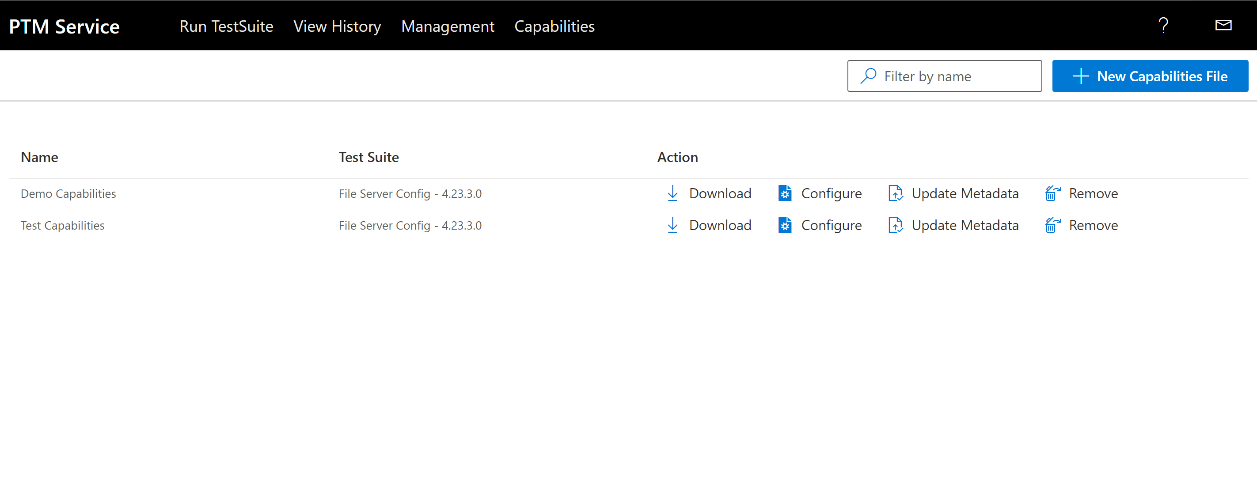 PTM Service Run TestSuite View History Management Capabilities ?
Filter by name New Capabilities File
Name Test Suite Action
Demo Capabilities File Server Config - 4.23.3.0 Download Configure Update Metadata Remove
Test Capabilities File Server Config - 4.23.3.0 Download Configure Update Metadata Remove